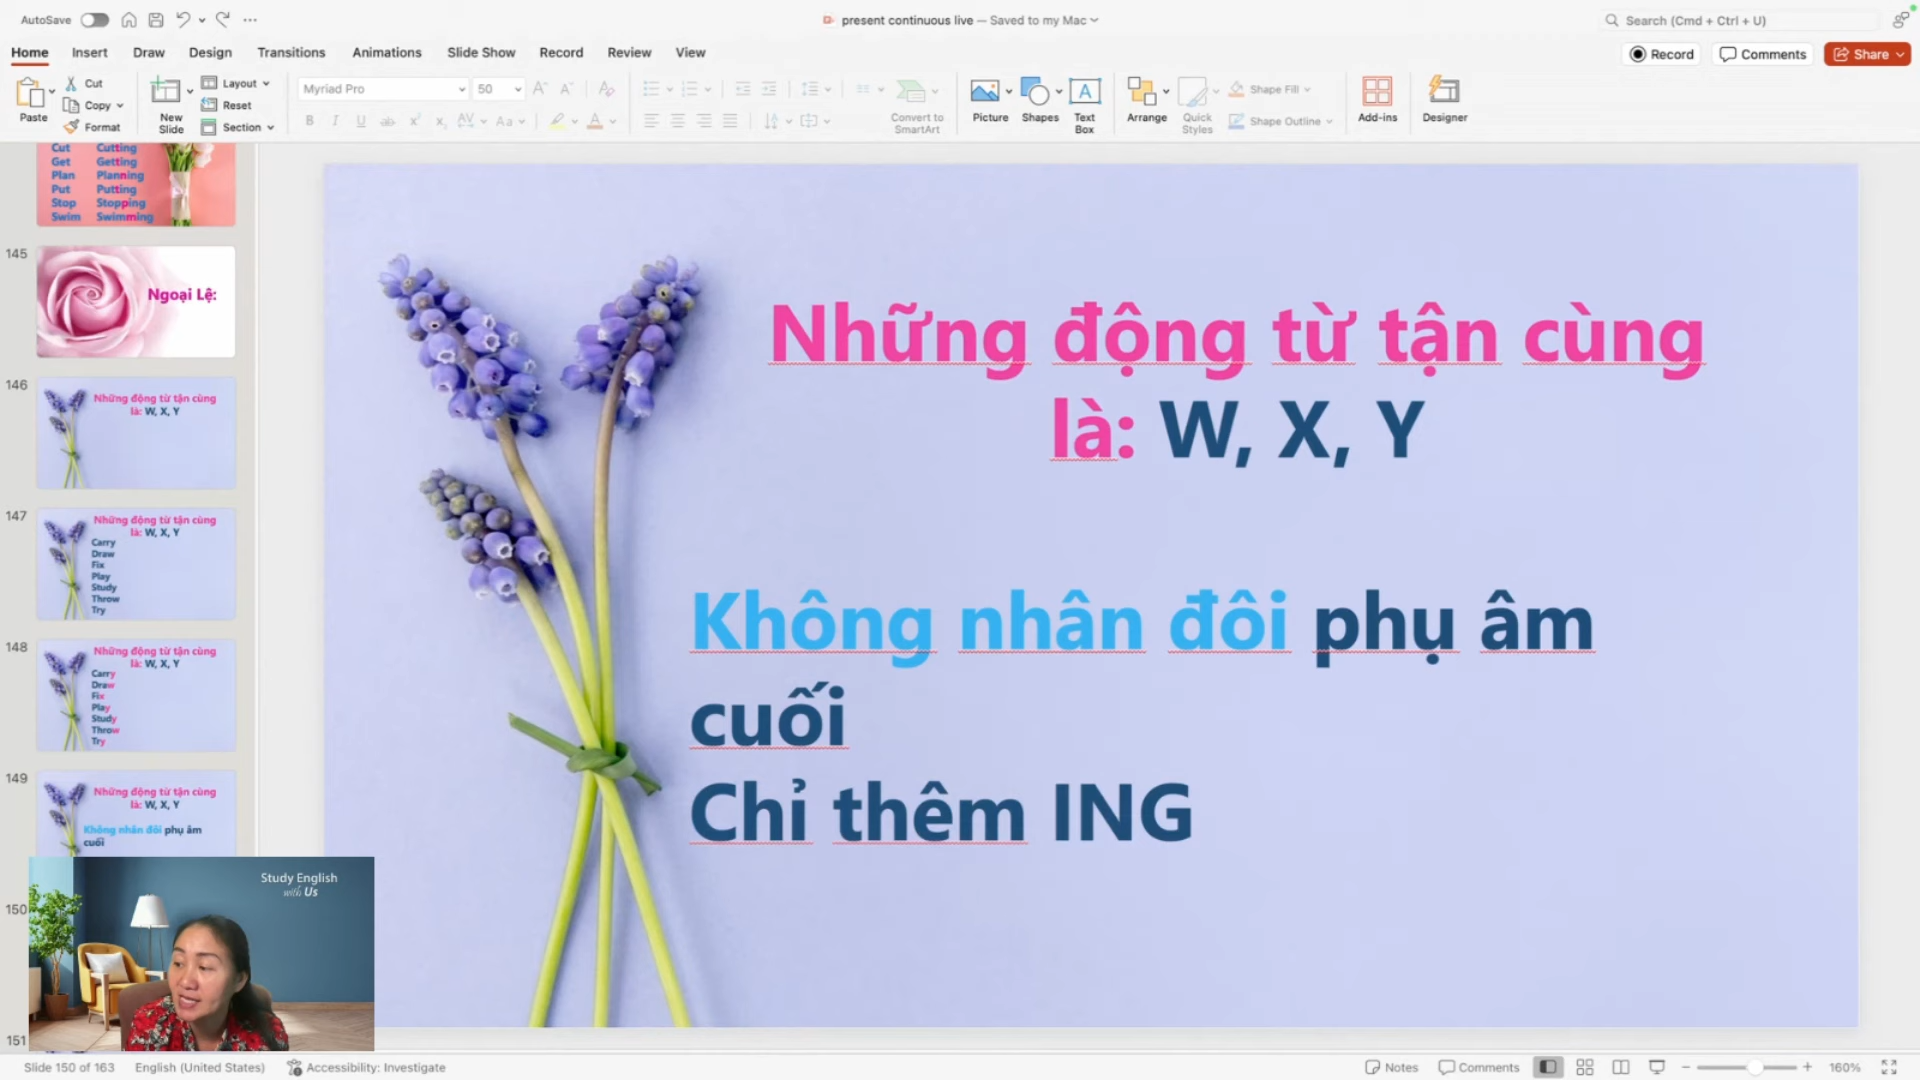 AutoSave
present continuous live — Saved to my Mac
Search (Cmd + Ctrl + U)
Home Insert Draw Design Transitions Animations Slide Show Record Review View
Record Comments Share
Paste
Cut
Copy
Format
New Slide
Layout
Reset
Section
Myriad Pro 50
Convert to SmartArt
Picture Shapes Text Box
Arrange Quick Styles
Shape Fill
Shape Outline
Add-ins Designer
Cut Cutting
Get Getting
Plan Planning
Put Putting
Stop Stopping
Swim Swimming
145
Ngoại Lệ:
146
Những động từ tận cùng
là: W, X, Y
147
Những động từ tận cùng
là: W, X, Y
Carry
Draw
Fix
Play
Study
Throw
Try
148
Những động từ tận cùng
là: W, X, Y
Carry
Draw
Fix
Play
Study
Throw
Try
149
Những động từ tận cùng
là: W, X, Y
Không nhân đôi phụ âm
cuối
150
151
Những động từ tận cùng
là: W, X, Y
Không nhân đôi phụ âm
cuối
Chỉ thêm ING
Study English
with Us
Slide 150 of 163 English (United States) Accessibility: Investigate
Notes Comments 160%